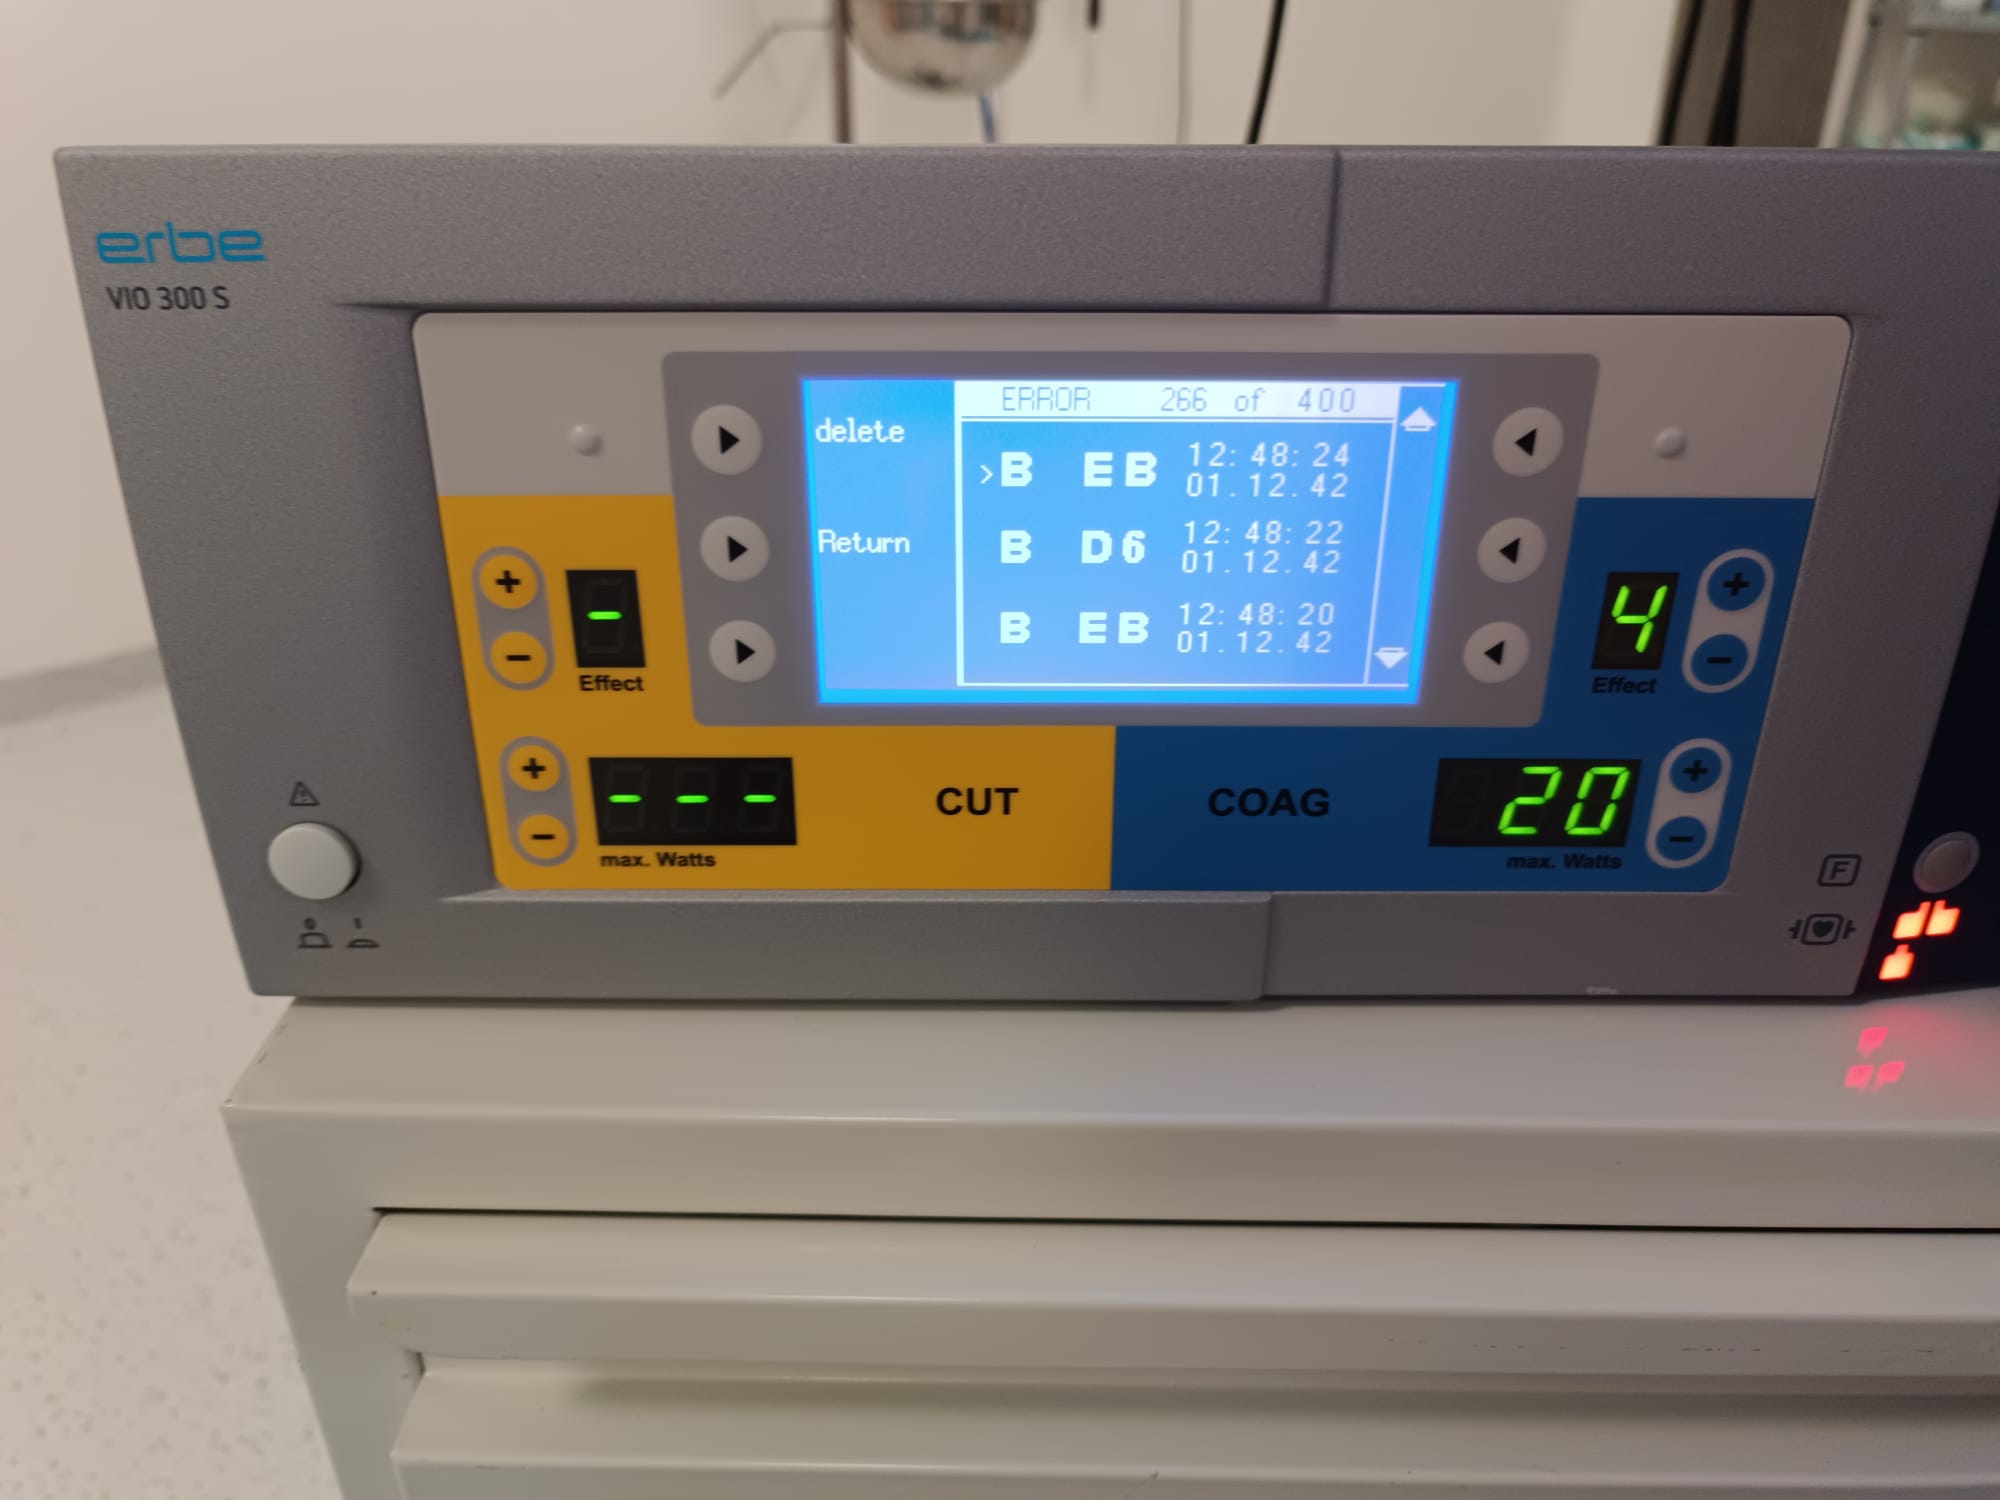 erbe
VIO 300 S
ERROR 266 of 400
delete
>B EB 12:48:24
01.12.42
Return
B D6 12:48:22
01.12.42
B EB 12:48:20
01.12.42
+
-
-
Effect
4
Effect
+
-
+
-
- - -
max. Watts
CUT
COAG
20
max. Watts
+
-
F